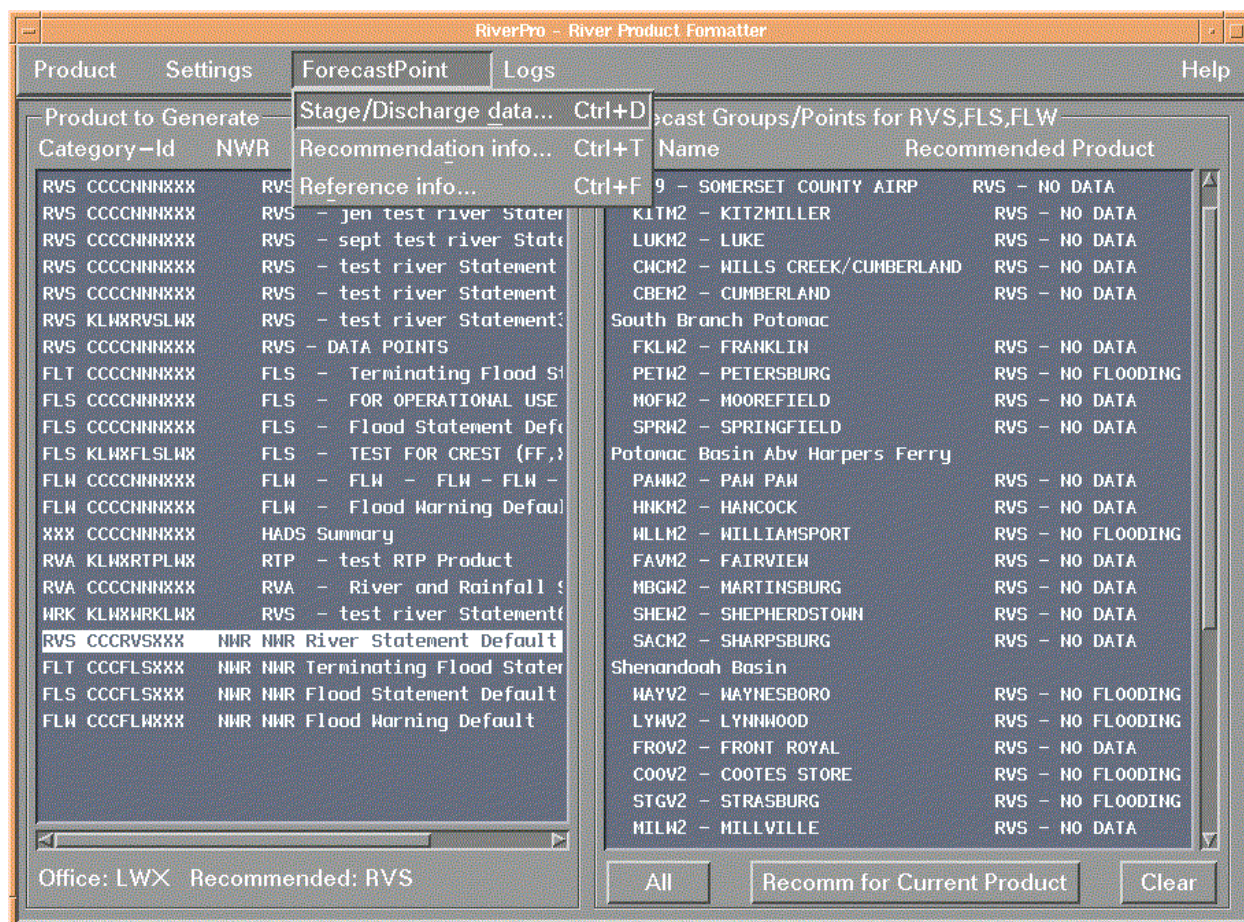 RiverPro - River Product Formatter
Product Settings ForecastPoint Logs Help
Stage/Discharge data... Ctrl+D
Recommendation info... Ctrl+T
Reference info... Ctrl+F
Product to Generate
Category-Id NWR
RVS CCCCNNNXXX RVS
RVS CCCCNNNXXX RVS - jen test river
RVS CCCCNNNXXX RVS - sept test river
RVS CCCCNNNXXX RVS - test river Statement
RVS CCCCNNNXXX RVS - test river Statement
RVS KLWXRVSLWX RVS - test river Statement
RVS CCCCNNNXXX RVS - DATA POINTS
FLT CCCCNNNXXX FLS - Terminating Flood
FLS CCCCNNNXXX FLS - FOR OPERATIONAL USE
FLS CCCCNNNXXX FLS - Flood Statement
FLS KLWXFLSLWX FLS - TEST FOR CREST (FF,
FLW CCCCNNNXXX FLW - FLW - FLW - FLW -
FLW CCCCNNNXXX FLW - Flood Warning
XXX CCCCNNNXXX HADS Summary
RVA KLWXRTPLWX RTP - test RTP Product
RVA CCCCNNNXXX RVA - River and Rainfall
WRK KLWXWRKLWX RVS - test river Statement
RVS CCCRVSXXX NWR NWR River Statement Default
FLT CCCFLSXXX NWR NWR Terminating Flood
FLS CCCFLSXXX NWR NWR Flood Statement Default
FLW CCCFLWXXX NWR NWR Flood Warning Default
Office: LWX Recommended: RVS
Groups/Points for RVS,FLS,FLW
Name Recommended Product
9 - SOMERSET COUNTY AIRP RVS - NO DATA
KITM2 - KITZMILLER RVS - NO DATA
LUKM2 - LUKE RVS - NO DATA
CWCM2 - WILLS CREEK/CUMBERLAND RVS - NO DATA
CBEM2 - CUMBERLAND RVS - NO DATA
South Branch Potomac
FKLW2 - FRANKLIN RVS - NO DATA
PETW2 - PETERSBURG RVS - NO FLOODING
MOFW2 - MOOREFIELD RVS - NO DATA
SPRW2 - SPRINGFIELD RVS - NO DATA
Potomac Basin Abv Harpers Ferry
PAWW2 - PAW PAW RVS - NO DATA
HNKM2 - HANCOCK RVS - NO DATA
WLLM2 - WILLIAMSPORT RVS - NO FLOODING
FAVM2 - FAIRVIEW RVS - NO DATA
MBGW2 - MARTINSBURG RVS - NO DATA
SHEW2 - SHEPHERDSTOWN RVS - NO DATA
SACM2 - SHARPSBURG RVS - NO DATA
Shenandoah Basin
WAYV2 - WAYNESBORO RVS - NO FLOODING
LYWV2 - LYNNWOOD RVS - NO FLOODING
FROV2 - FRONT ROYAL RVS - NO DATA
COOV2 - COOTES STORE RVS - NO FLOODING
STGV2 - STRASBURG RVS - NO FLOODING
MILW2 - MILLVILLE RVS - NO DATA
All Recomm for Current Product Clear